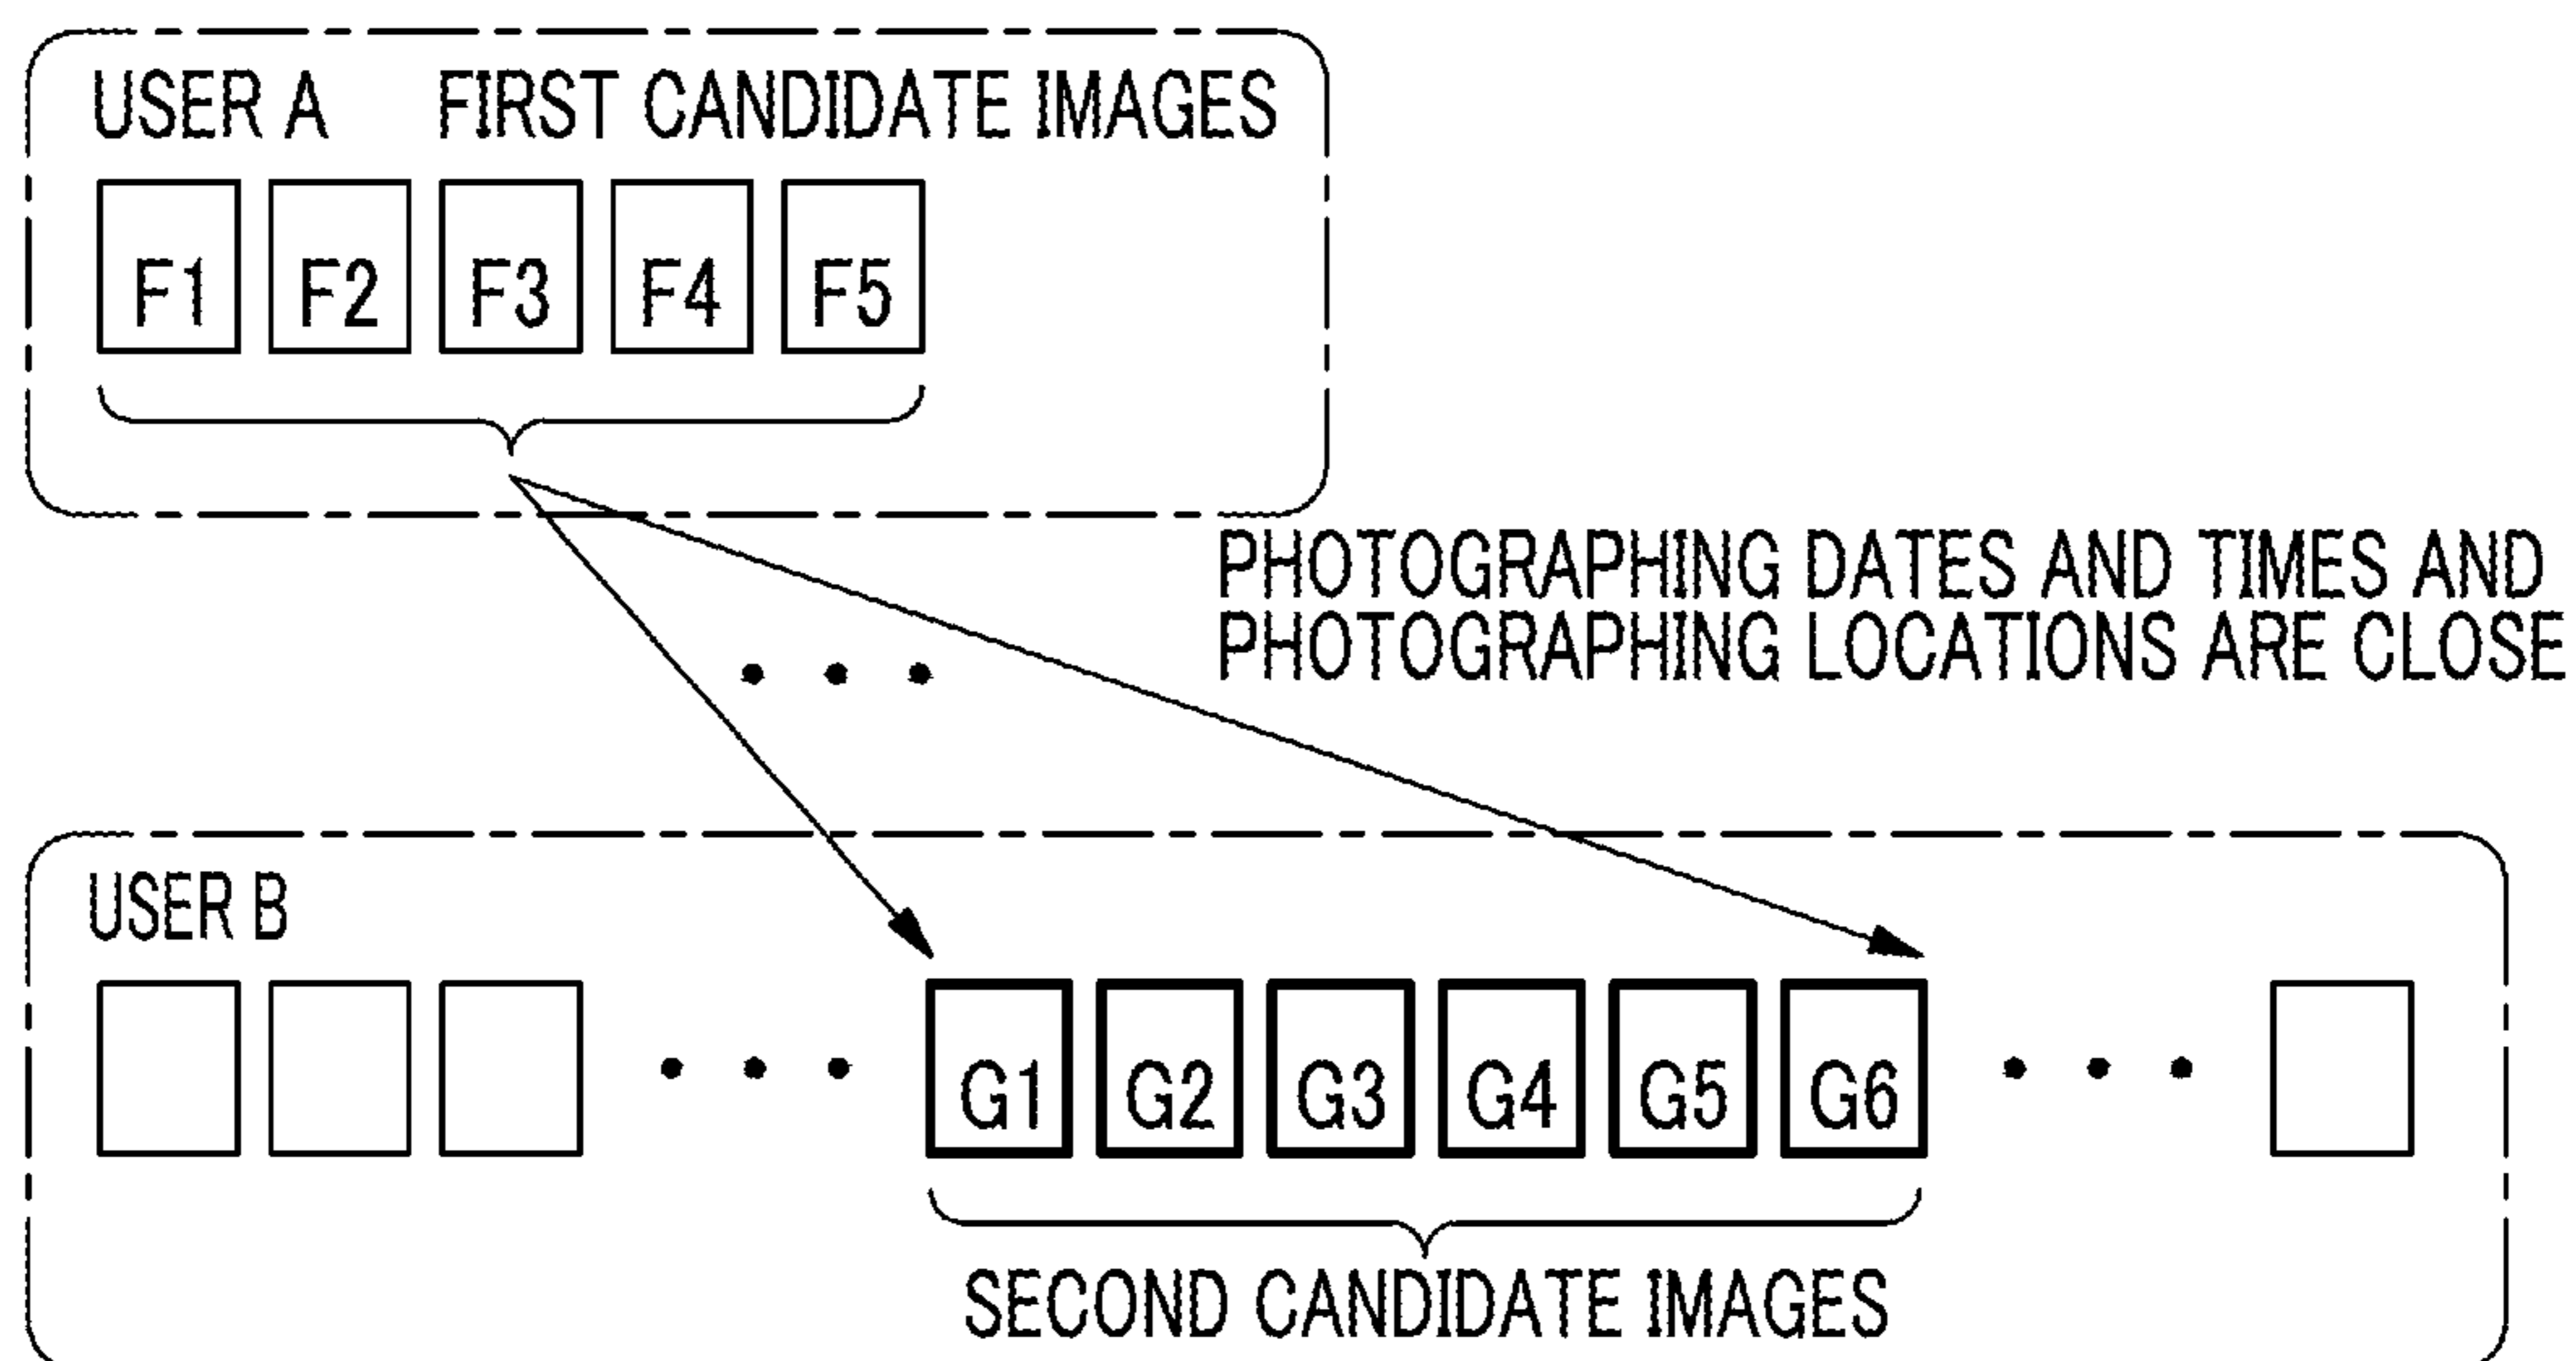 USER A FIRST CANDIDATE IMAGES
F1 F2 F3 F4 F5
PHOTOGRAPHING DATES AND TIMES AND
PHOTOGRAPHING LOCATIONS ARE CLOSE
USER B
G1 G2 G3 G4 G5 G6
SECOND CANDIDATE IMAGES